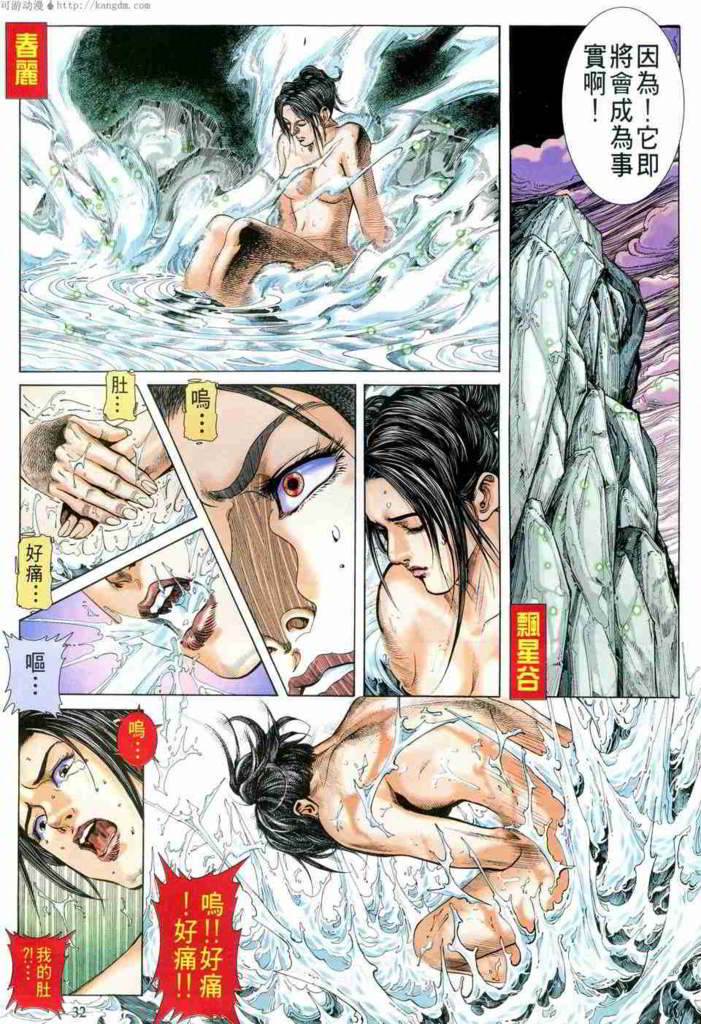 可游动漫 http://kangdm.com
因為！它即
將會成為事
實啊！
飄星谷
春麗
嗚…
肚…
好痛…
嘔…
嗚…
我的肚
?!…
嗚!!好痛
!好痛!!
32